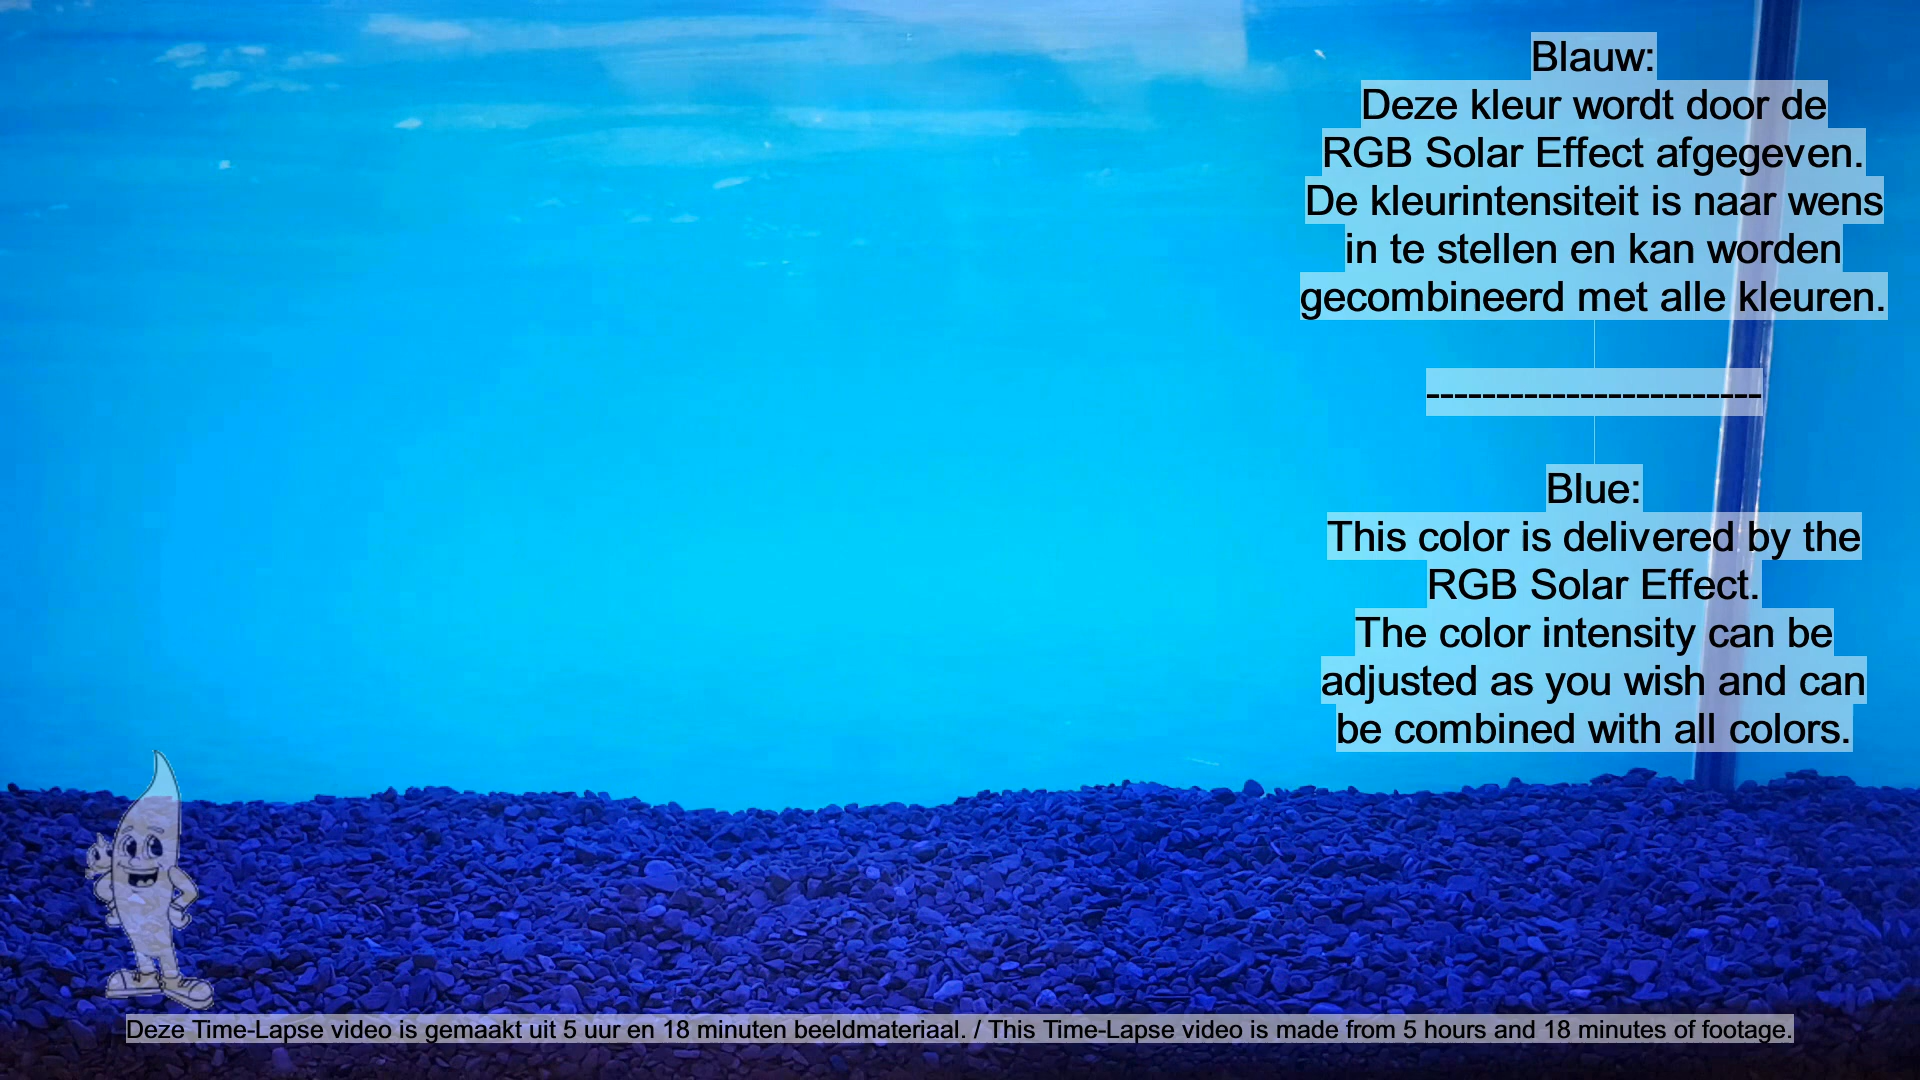 Blauw:
Deze kleur wordt door de
RGB Solar Effect afgegeven.
De kleurintensiteit is naar wens
in te stellen en kan worden
gecombineerd met alle kleuren.
------------------------
Blue:
This color is delivered by the
RGB Solar Effect.
The color intensity can be
adjusted as you wish and can
be combined with all colors.
Deze Time-Lapse video is gemaakt uit 5 uur en 18 minuten beeldmateriaal. / This Time-Lapse video is made from 5 hours and 18 minutes of footage.